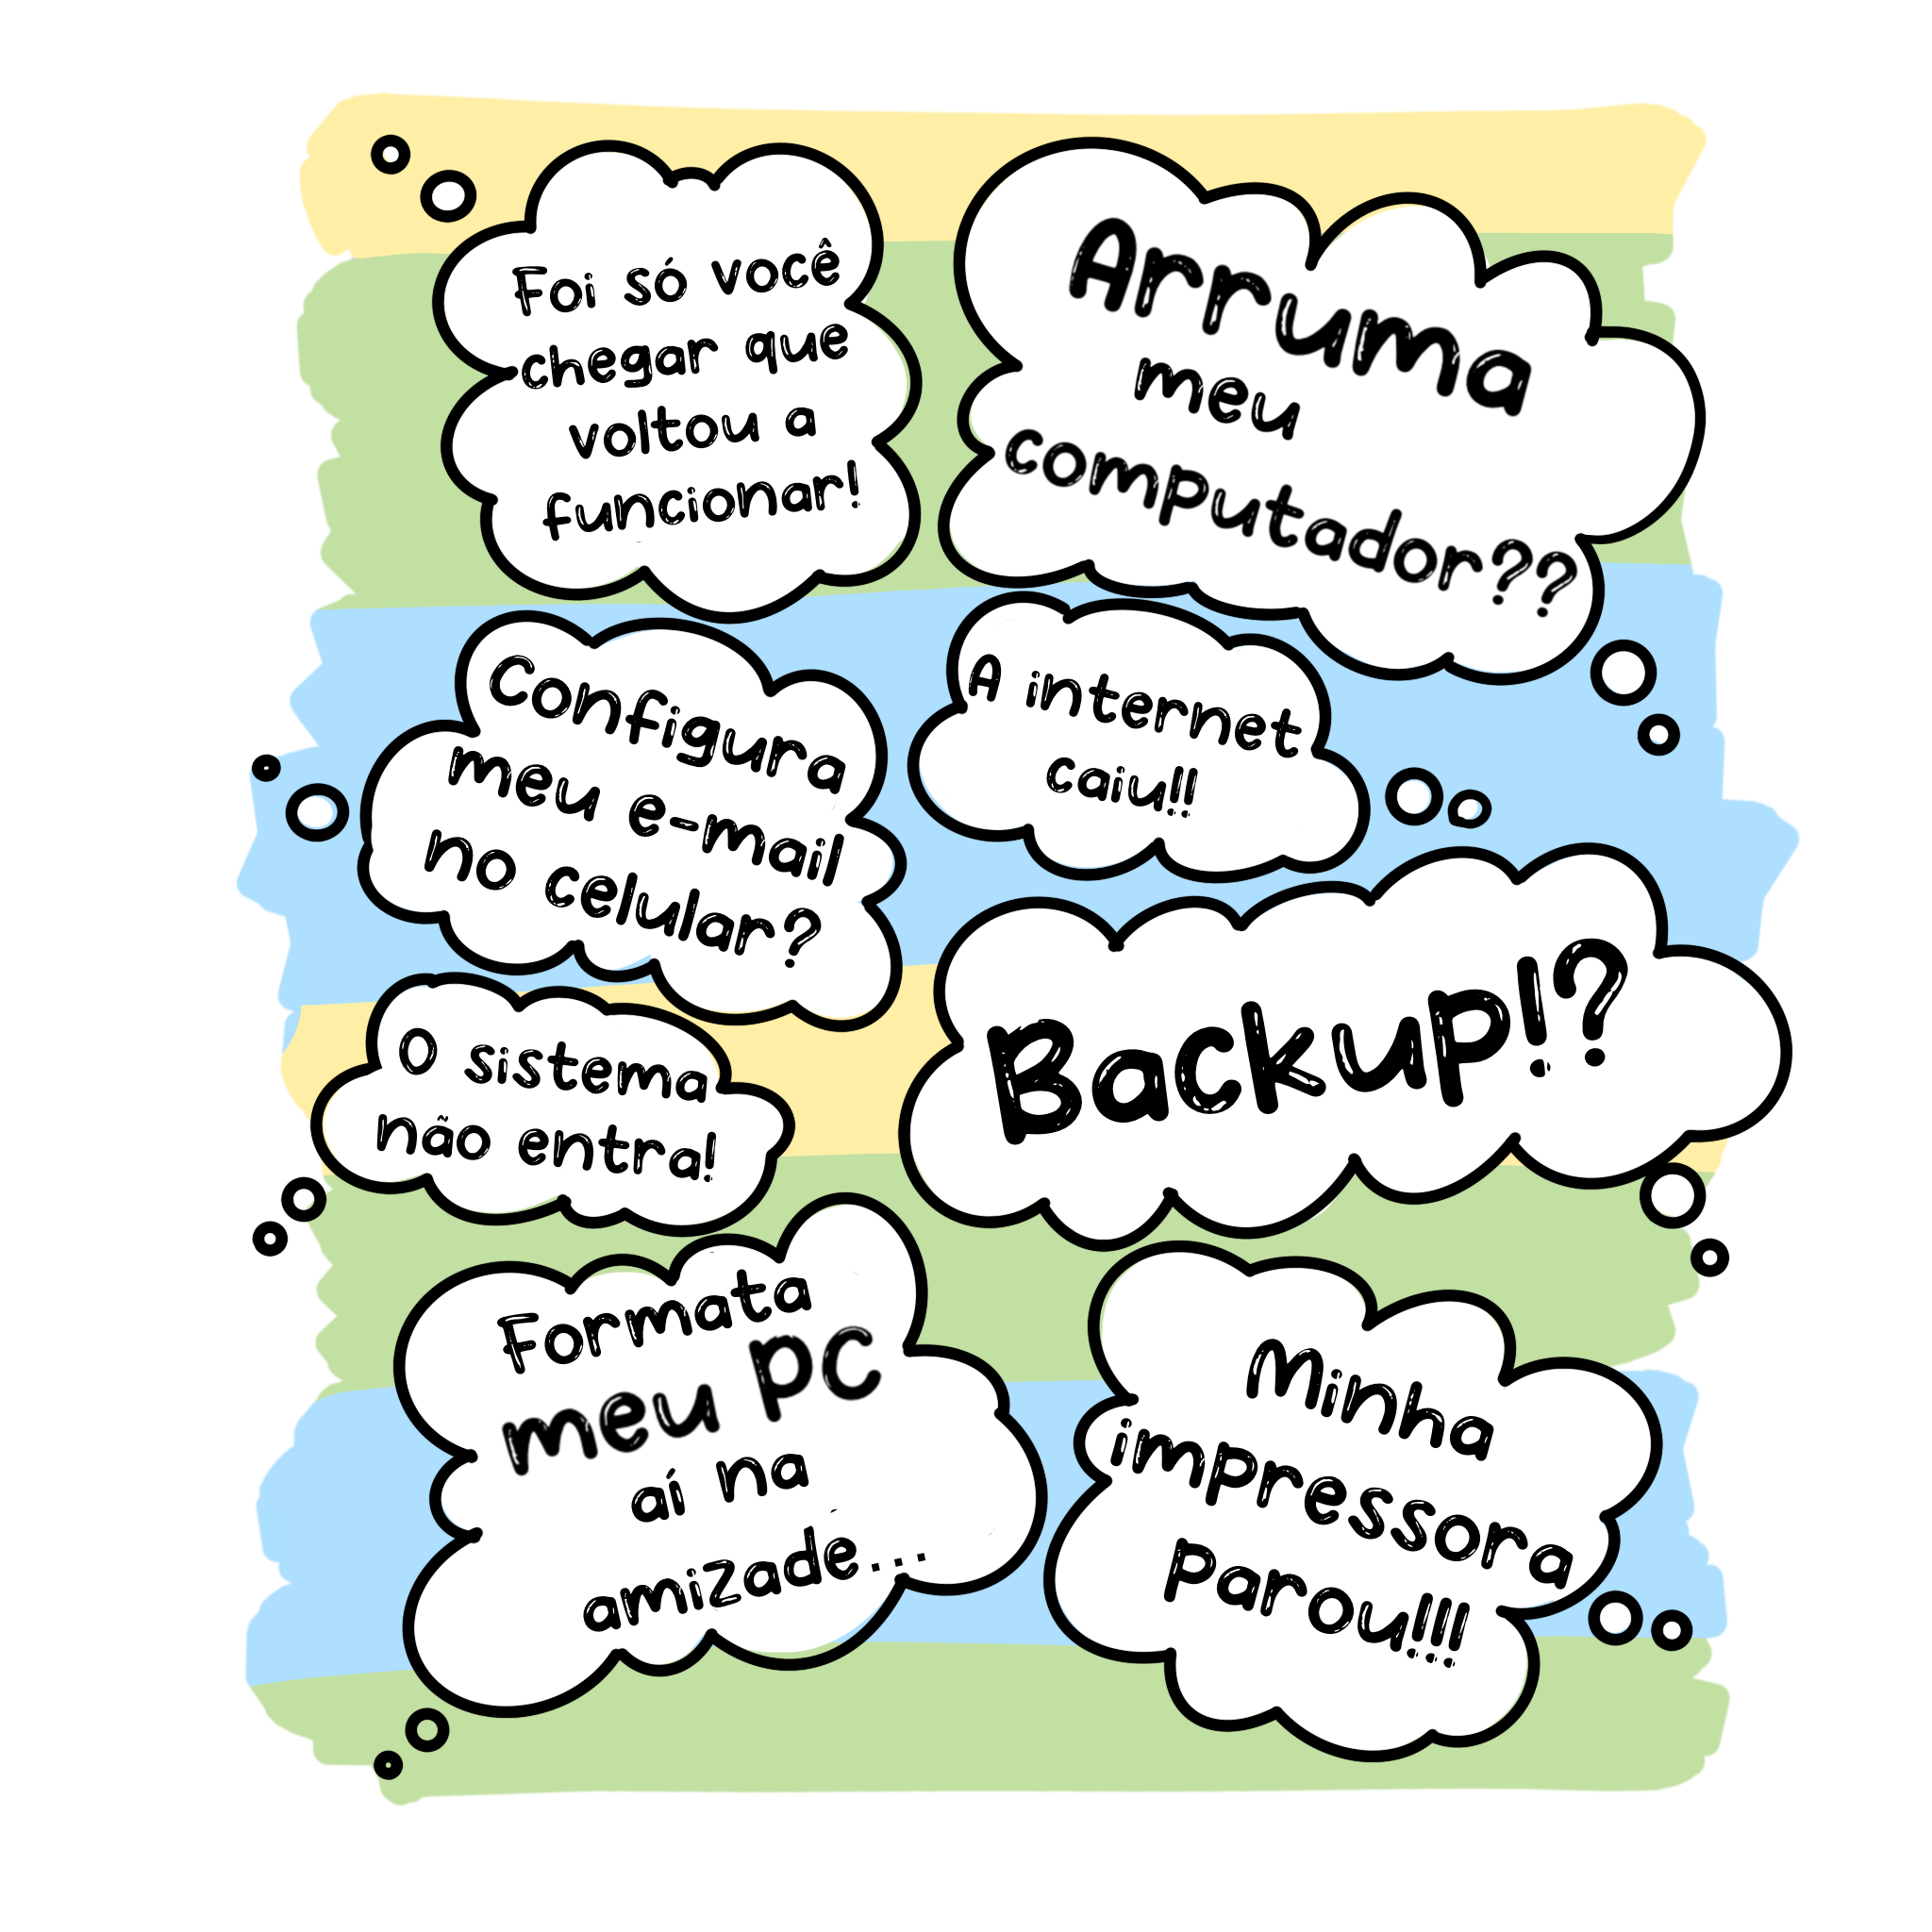 Foi só você
chegar que
voltou a
funcionar!
Arruma
meu
computador??
Configura
meu e-mail
no celular?
A internet
caiu!!
O sistema
não entra!
Backup!?
Formata
meu PC
aí na
amizade...
Minha
impressora
parou!!!